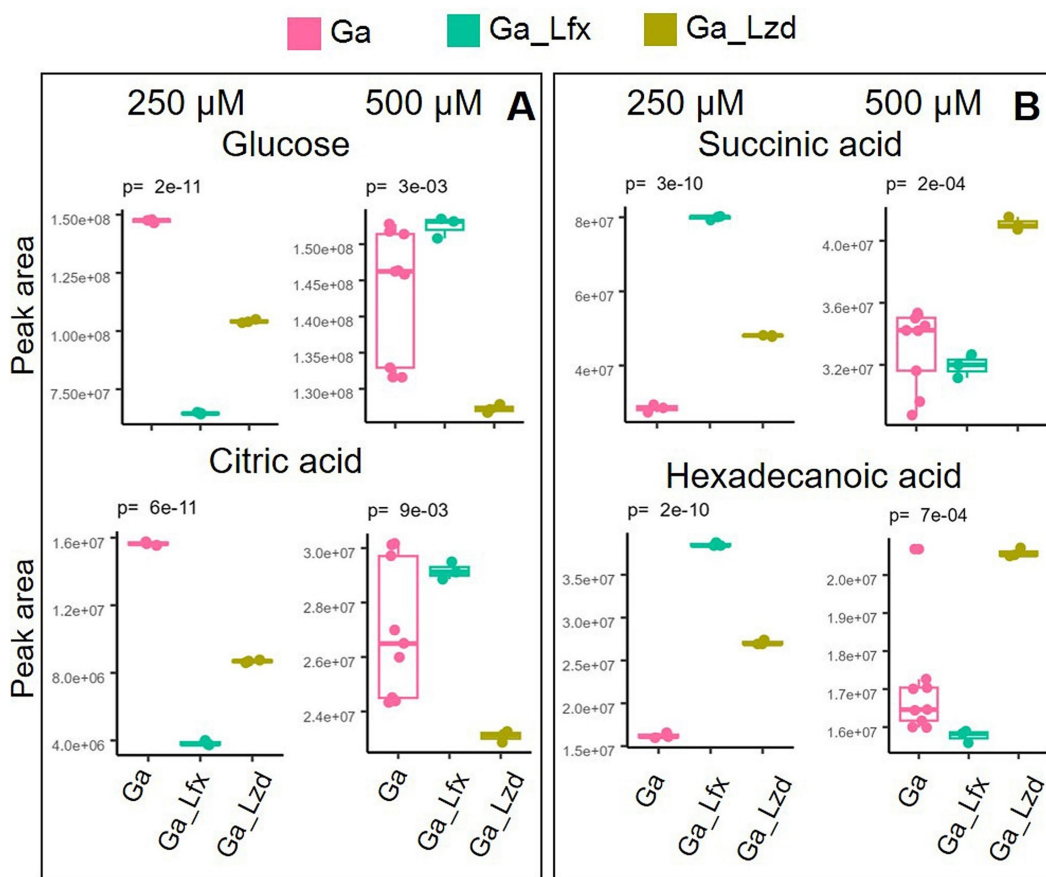 Ga Ga_Lfx Ga_Lzd
250 μM 500 μM A
Glucose
p= 2e-11 p= 3e-03
Peak area
1.50e+08
1.25e+08
1.00e+08
7.50e+07
1.50e+08
1.45e+08
1.40e+08
1.35e+08
1.30e+08
Citric acid
p= 6e-11 p= 9e-03
Peak area
1.6e+07
1.2e+07
8.0e+06
4.0e+06
3.0e+07
2.8e+07
2.6e+07
2.4e+07
Ga Ga_Lfx Ga_Lzd Ga Ga_Lfx Ga_Lzd
250 μM 500 μM B
Succinic acid
p= 3e-10 p= 2e-04
8e+07
6e+07
4e+07
4.0e+07
3.6e+07
3.2e+07
Hexadecanoic acid
p= 2e-10 p= 7e-04
3.5e+07
2.5e+07
2.0e+07
1.5e+07
2.0e+07
1.9e+07
1.8e+07
1.7e+07
1.6e+07
Ga Ga_Lfx Ga_Lzd Ga Ga_Lfx Ga_Lzd